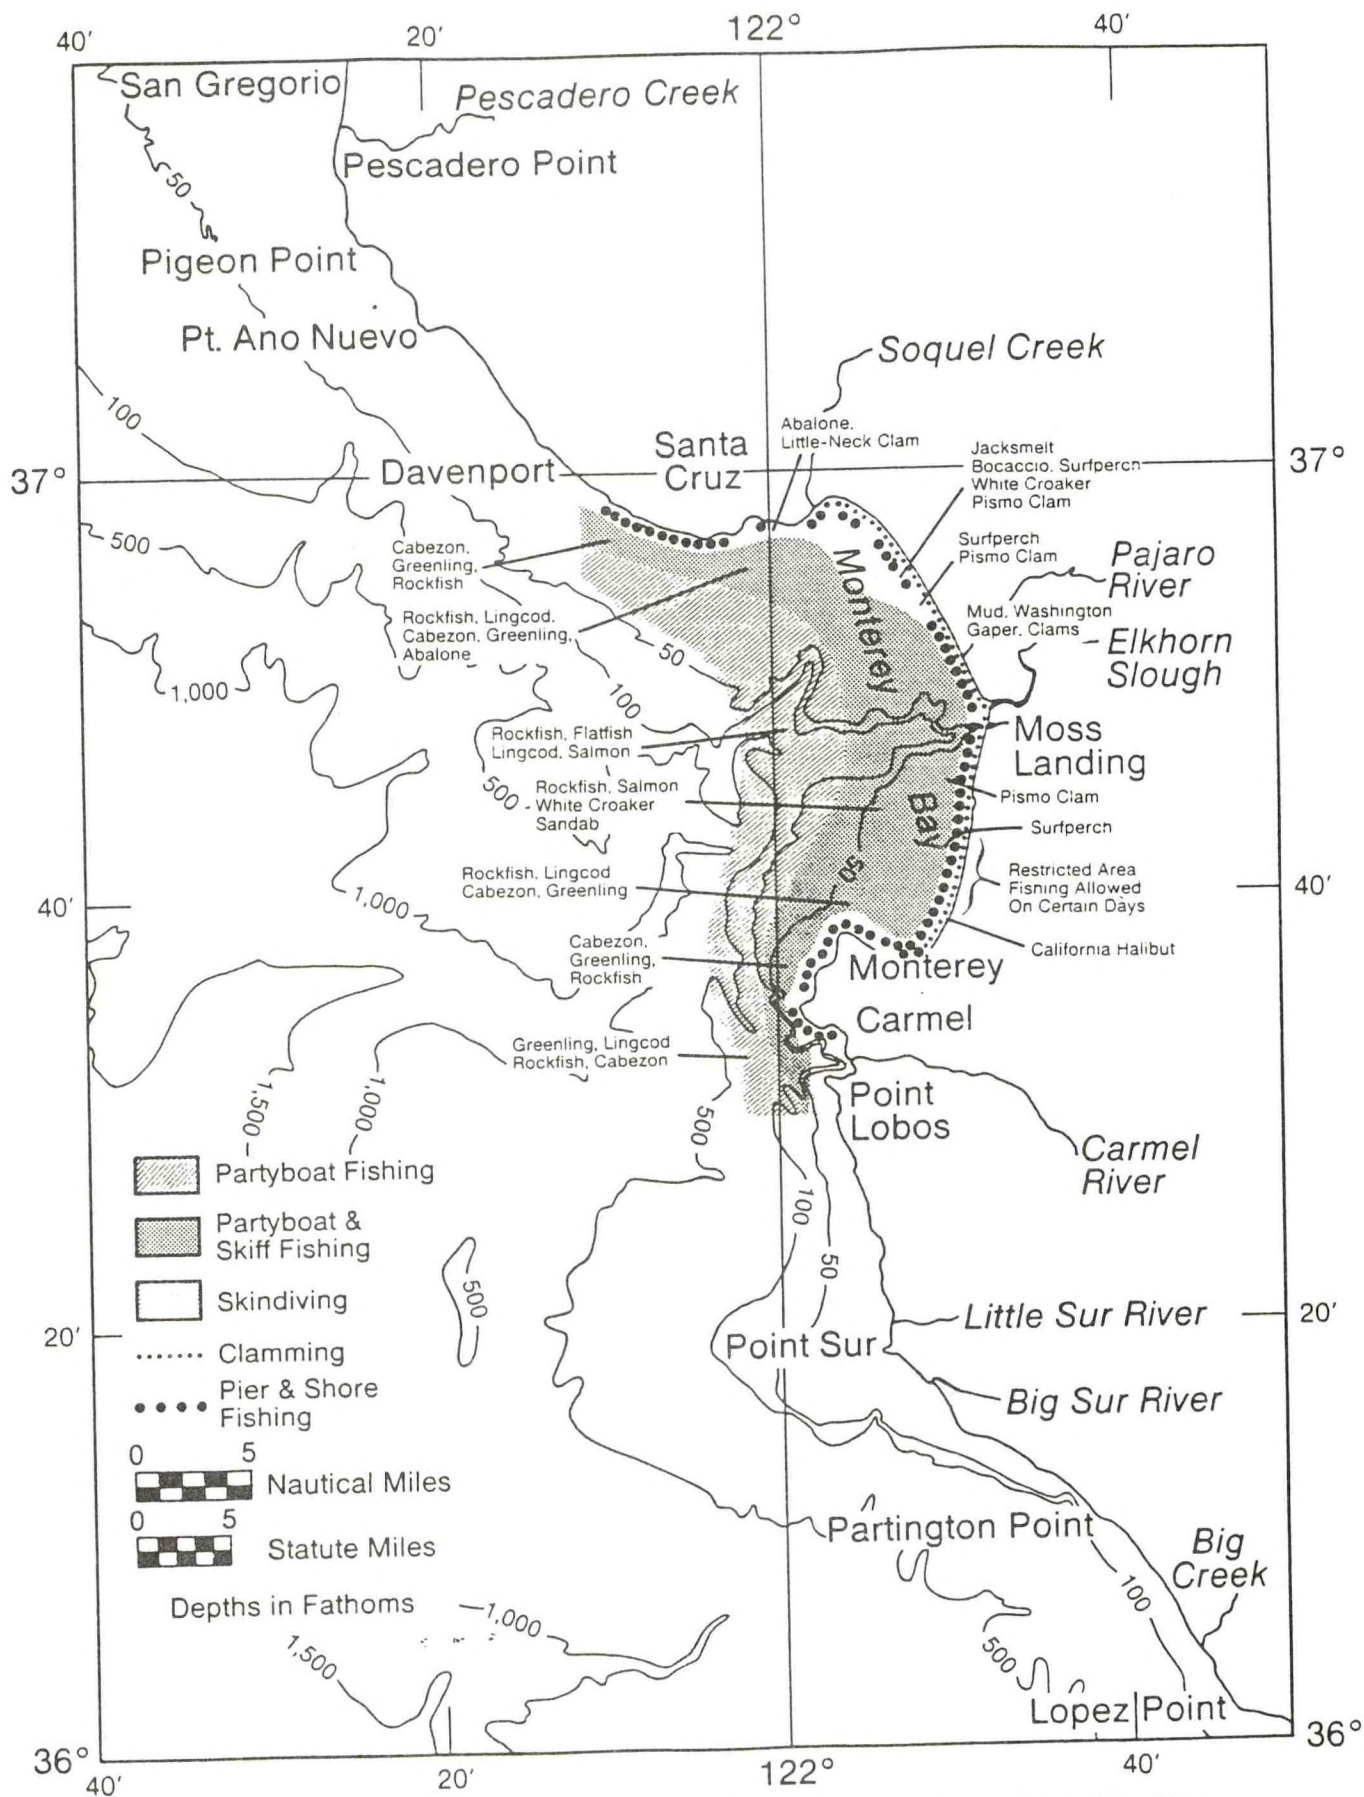 40'
20'
122°
40'
San Gregorio
Pescadero Creek
Pescadero Point
50
Pigeon Point
Pt. Ano Nuevo
Soquel Creek
100
Abalone.
Little-Neck Clam
Santa
Cruz
Jacksmelt
Bocaccio. Surfperch
White Croaker
Pismo Clam
37°
Davenport
37°
500
Cabezon.
Greenling,
Rockfish
Surfperch
Pismo Clam
Pajaro
River
Monterey
Bay
Rockfish, Lingcod.
Cabezon. Greenling,
Abalone
Mud. Washington
Gaper. Clams
Elkhorn
Slough
50
1,000
100
Rockfish, Flatfish
Lingcod, Salmon
Moss
Landing
500
Rockfish, Salmon
White Croaker
Sandab
Pismo Clam
Surfperch
50
Rockfish, Lingcod
Cabezon, Greenling
Restricted Area
Fishing Allowed
On Certain Days
40'
40'
1,000
Cabezon,
Greenling,
Rockfish
California Halibut
Monterey
Carmel
Greenling, Lingcod
Rockfish, Cabezon
1,500
1,000
500
Point
Lobos
Carmel
River
Partyboat Fishing
Partyboat &
Skiff Fishing
100
50
500
Skindiving
Little Sur River
20'
20'
Point Sur
Clamming
Pier & Shore
Fishing
Big Sur River
0 5
Nautical Miles
0 5
Statute Miles
Partington Point
Big
Creek
100
Depths in Fathoms
1,000
1,500
500
Lopez Point
36°
36°
40'
20'
122°
40'